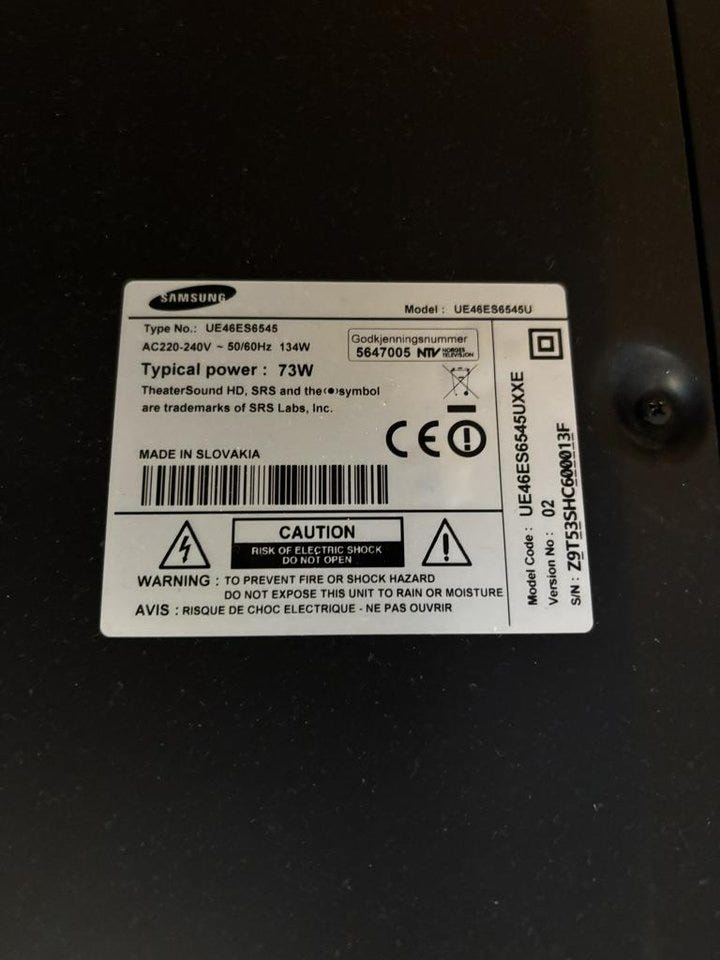 SAMSUNG
Model : UE46ES6545U
Type No.: UE46ES6545
AC220-240V ~ 50/60Hz 134W
Godkjenningsnummer
5647005 NTV NORGES TELEVISJON
Typical power : 73W
TheaterSound HD, SRS and the (●) symbol
are trademarks of SRS Labs, Inc.
CE
MADE IN SLOVAKIA
CAUTION
RISK OF ELECTRIC SHOCK
DO NOT OPEN
WARNING : TO PREVENT FIRE OR SHOCK HAZARD
DO NOT EXPOSE THIS UNIT TO RAIN OR MOISTURE
AVIS : RISQUE DE CHOC ELECTRIQUE - NE PAS OUVRIR
Model Code : UE46ES6545UXXE
Version No : 02
S/N : Z9T53SHC600013F